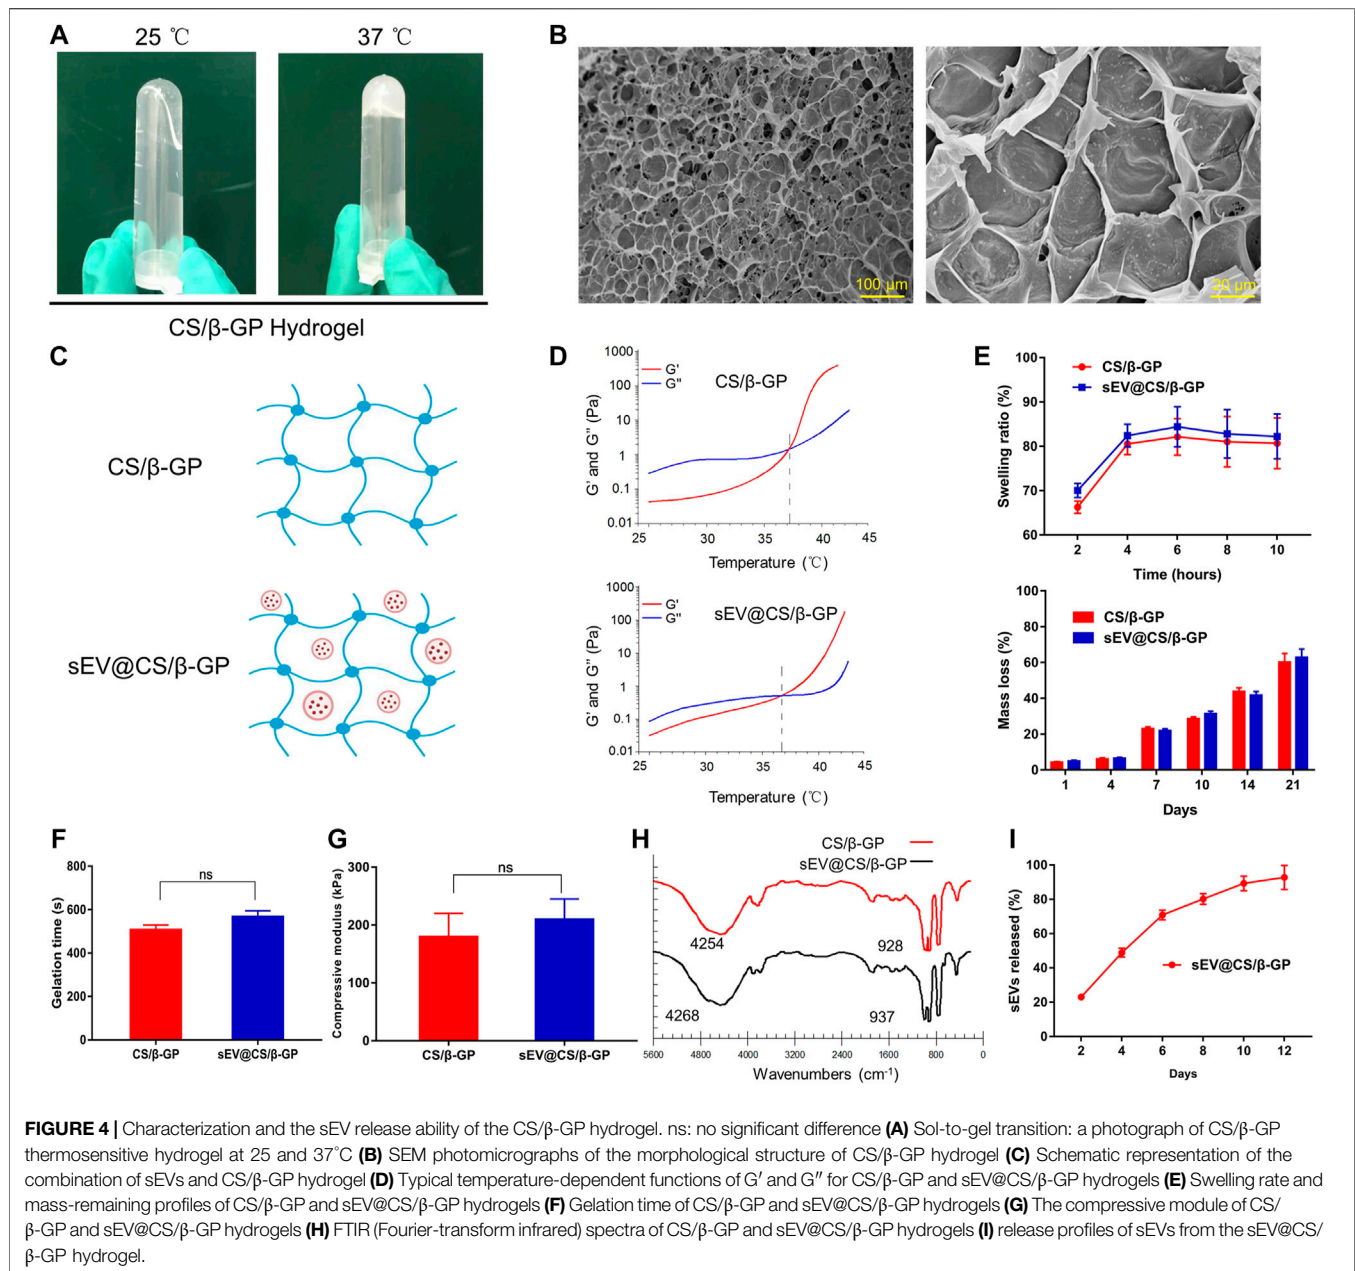 A
25 ℃
37 ℃
CS/β-GP Hydrogel
B
100 µm
20 µm
C
CS/β-GP
sEV@CS/β-GP
D
G'
G''
CS/β-GP
G' and G'' (Pa)
1000
100
10
1
0.1
0.01
25
30
35
40
45
Temperature (℃)
G'
G''
sEV@CS/β-GP
G' and G'' (Pa)
1000
100
10
1
0.1
0.01
25
30
35
40
45
Temperature (℃)
E
CS/β-GP
sEV@CS/β-GP
Swelling ratio (%)
100
90
80
70
60
2
4
6
8
10
Time (hours)
CS/β-GP
sEV@CS/β-GP
Mass loss (%)
100
80
60
40
20
0
1
4
7
10
14
21
Days
F
ns
Gelation time (s)
800
600
400
200
0
CS/β-GP
sEV@CS/β-GP
G
ns
Compressive modulus (kPa)
300
200
100
0
CS/β-GP
sEV@CS/β-GP
H
CS/β-GP
sEV@CS/β-GP
4254
928
4268
937
5600
4800
4000
3200
2400
1600
800
0
Wavenumbers (cm⁻¹)
I
sEVs released (%)
100
80
60
40
20
0
sEV@CS/β-GP
2
4
6
8
10
12
Days
FIGURE 4 | Characterization and the sEV release ability of the CS/β-GP hydrogel. ns: no significant difference (A) Sol-to-gel transition: a photograph of CS/β-GP
thermosensitive hydrogel at 25 and 37°C (B) SEM photomicrographs of the morphological structure of CS/β-GP hydrogel (C) Schematic representation of the
combination of sEVs and CS/β-GP hydrogel (D) Typical temperature-dependent functions of G′ and G″ for CS/β-GP and sEV@CS/β-GP hydrogels (E) Swelling rate and
mass-remaining profiles of CS/β-GP and sEV@CS/β-GP hydrogels (F) Gelation time of CS/β-GP and sEV@CS/β-GP hydrogels (G) The compressive module of CS/
β-GP and sEV@CS/β-GP hydrogels (H) FTIR (Fourier-transform infrared) spectra of CS/β-GP and sEV@CS/β-GP hydrogels (I) release profiles of sEVs from the sEV@CS/
β-GP hydrogel.